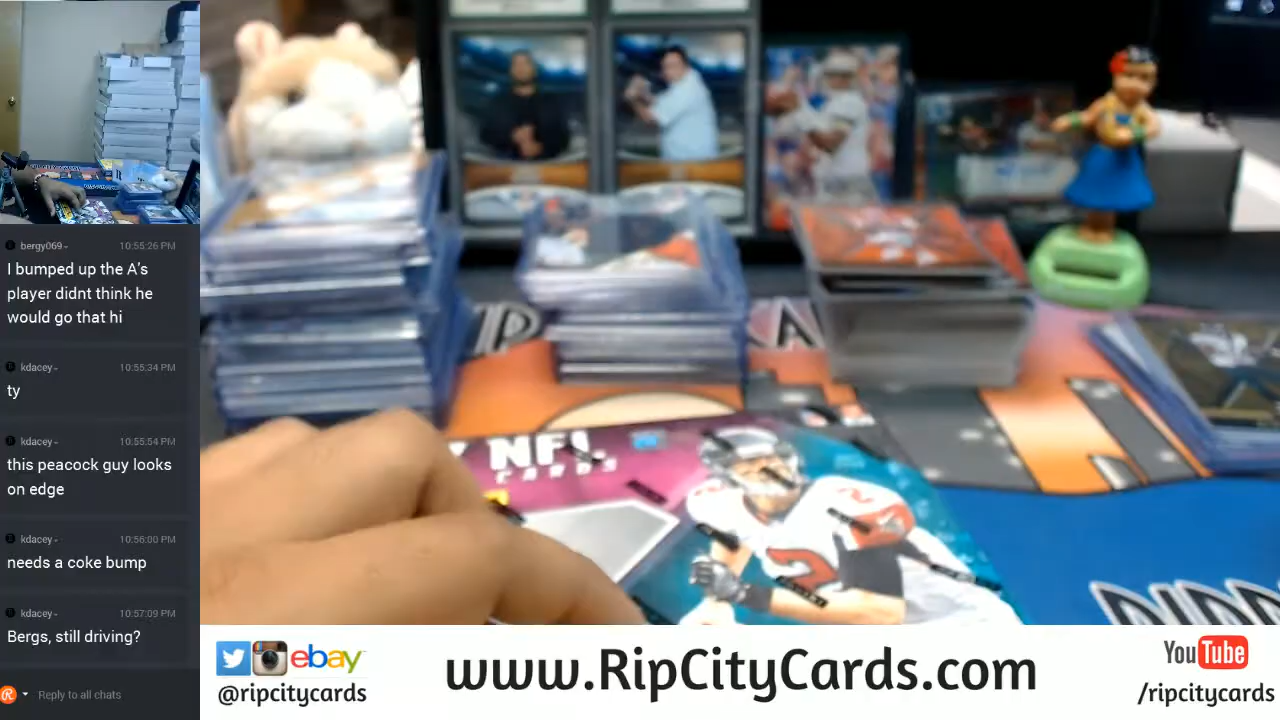 bergy069-
10:55:26 PM
I bumped up the A's
player didnt think he
would go that hi
kdacey-
10:55:34 PM
ty
kdacey-
10:55:54 PM
this peacock guy looks
on edge
kdacey-
10:56:00 PM
needs a coke bump
kdacey-
10:57:09 PM
Bergs, still driving?
Reply to all chats
NFL
CARDS
2
ebay
@ripcitycards
www.RipCityCards.com
YouTube
/ripcitycards